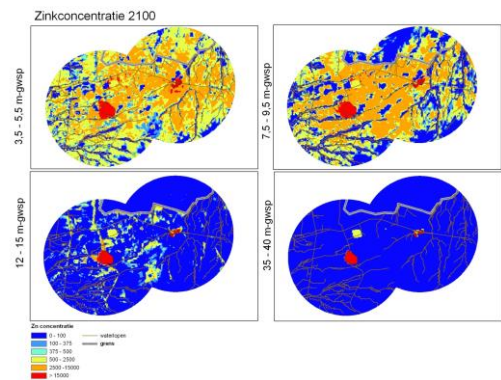 Zinkconcentratie 2100
3,5 - 5,5 m-gwsp
7,5 - 9,5 m-gwsp
12 - 15 m-gwsp
35 - 40 m-gwsp
Zn concentratie
0 - 100
100 - 375
375 - 500
500 - 2500
2500 -15000
> 15000
waterlopen
grens